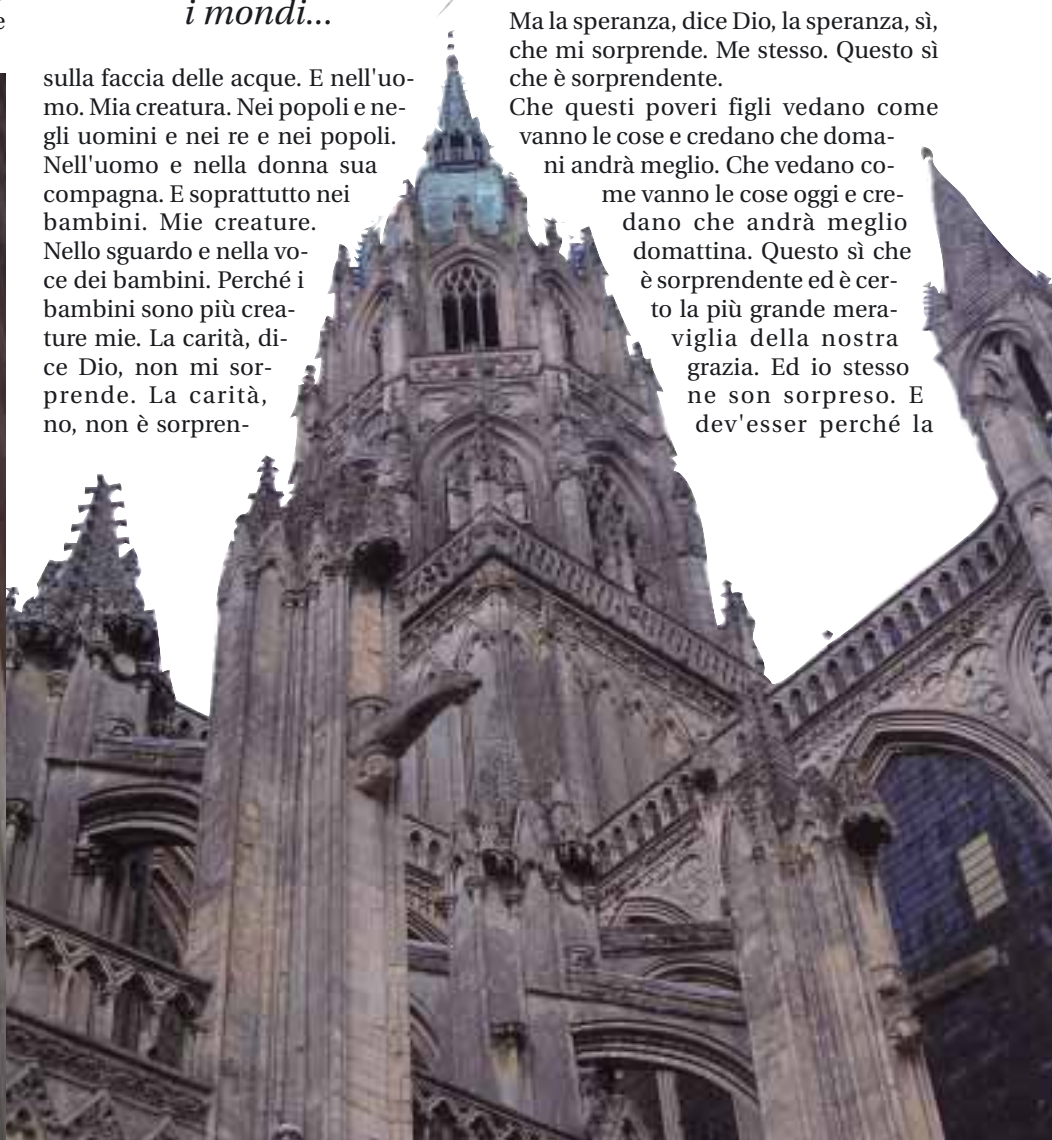 i mondi...
sulla faccia delle acque. E nell'uo-
mo. Mia creatura. Nei popoli e ne-
gli uomini e nei re e nei popoli.
Nell'uomo e nella donna sua
compagna. E soprattutto nei
bambini. Mie creature.
Nello sguardo e nella vo-
ce dei bambini. Perché i
bambini sono più crea-
ture mie. La carità, di-
ce Dio, non mi sor-
prende. La carità,
no, non è sorpren-
Ma la speranza, dice Dio, la speranza, sì,
che mi sorprende. Me stesso. Questo sì
che è sorprendente.
Che questi poveri figli vedano come
vanno le cose e credano che doma-
ni andrà meglio. Che vedano co-
me vanno le cose oggi e cre-
dano che andrà meglio
domattina. Questo sì che
è sorprendente ed è cer-
to la più grande mera-
viglia della nostra
grazia. Ed io stesso
ne son sorpreso. E
dev'esser perché la